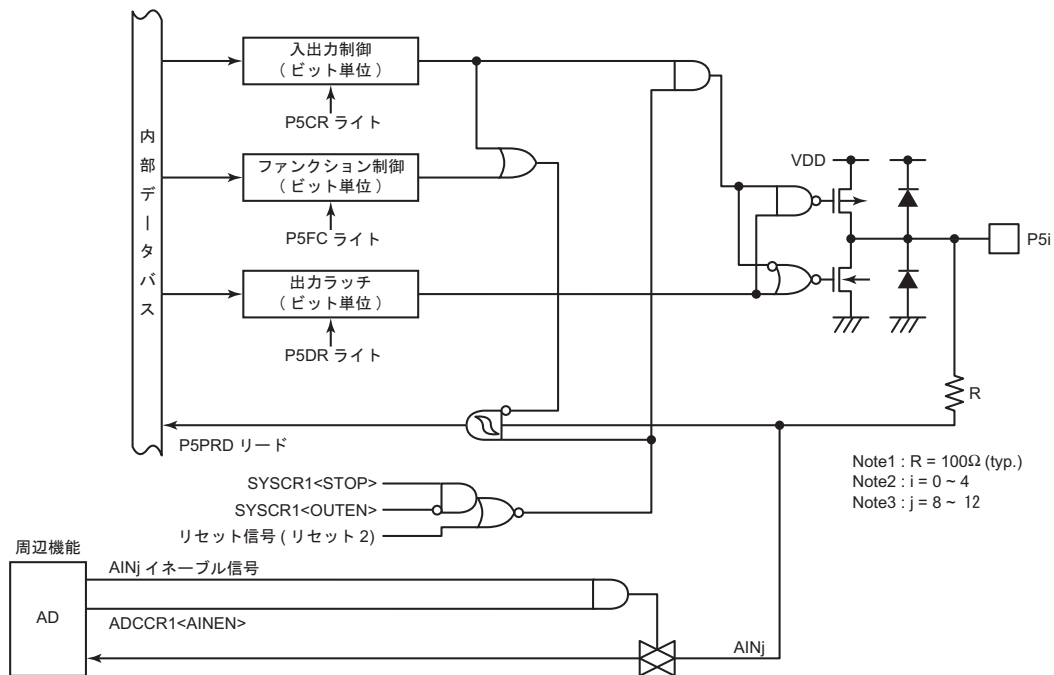 内部データバス
入出力制御
( ビット単位 )
P5CR ライト
ファンクション制御
( ビット単位 )
P5FC ライト
出力ラッチ
( ビット単位 )
P5DR ライト
VDD
P5i
R
P5PRD リード
Note1 : R = 100Ω (typ.)
Note2 : i = 0 ~ 4
Note3 : j = 8 ~ 12
SYSCR1<STOP>
SYSCR1<OUTEN>
リセット信号 ( リセット 2)
周辺機能
AD
AINj イネーブル信号
ADCCR1<AINEN>
AINj